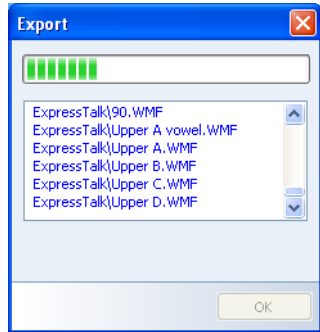 Export
ExpressTalk\90.WMF
ExpressTalk\Upper A vowel.WMF
ExpressTalk\Upper A.WMF
ExpressTalk\Upper B.WMF
ExpressTalk\Upper C.WMF
ExpressTalk\Upper D.WMF
OK